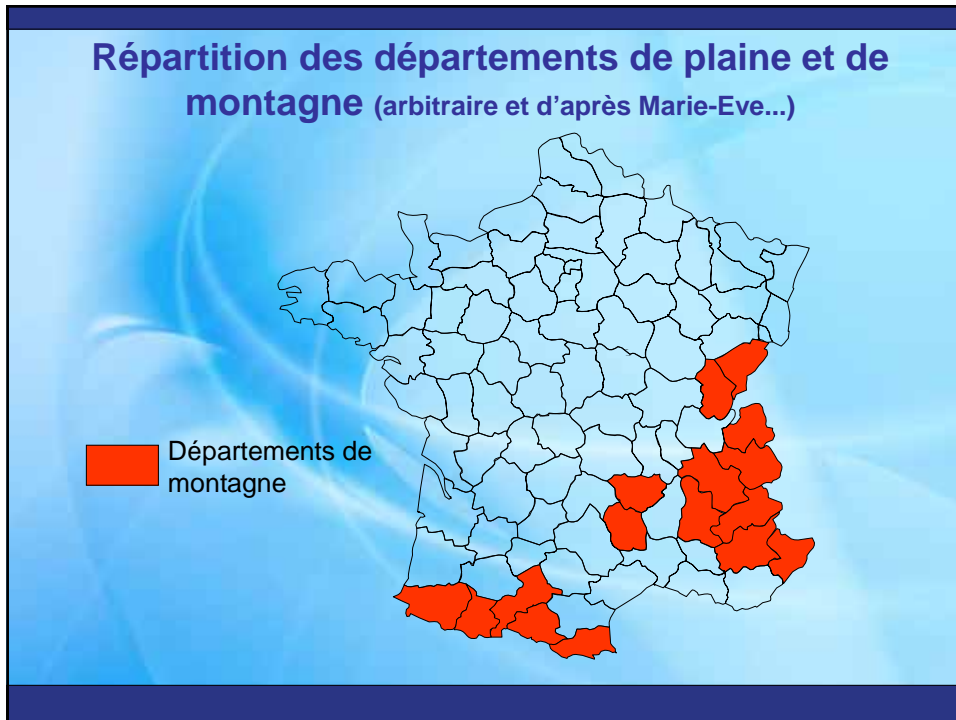 Répartition des départements de plaine et de
montagne (arbitraire et d’après Marie-Eve...)
Départements de
montagne